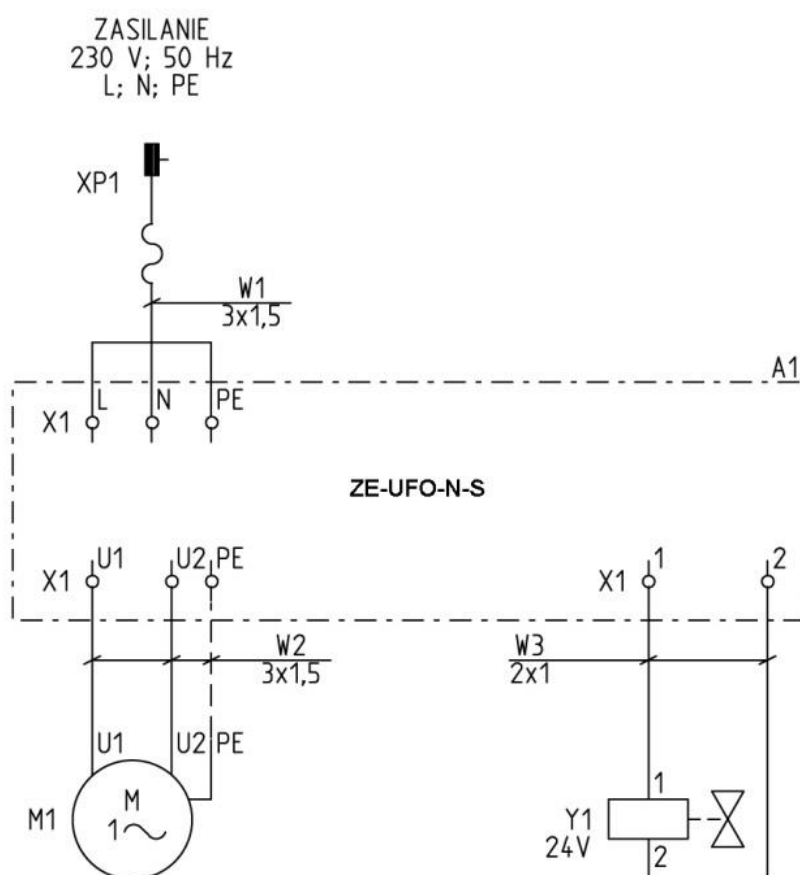 ZASILANIE
230 V; 50 Hz
L; N; PE
XP1
W1
3x1,5
A1
L N PE
X1
ZE-UFO-N-S
U1 U2 PE
X1
1 2
X1
W2
3x1,5
W3
2x1
U1 U2 PE
M1
M
1~
1
Y1
24V
2